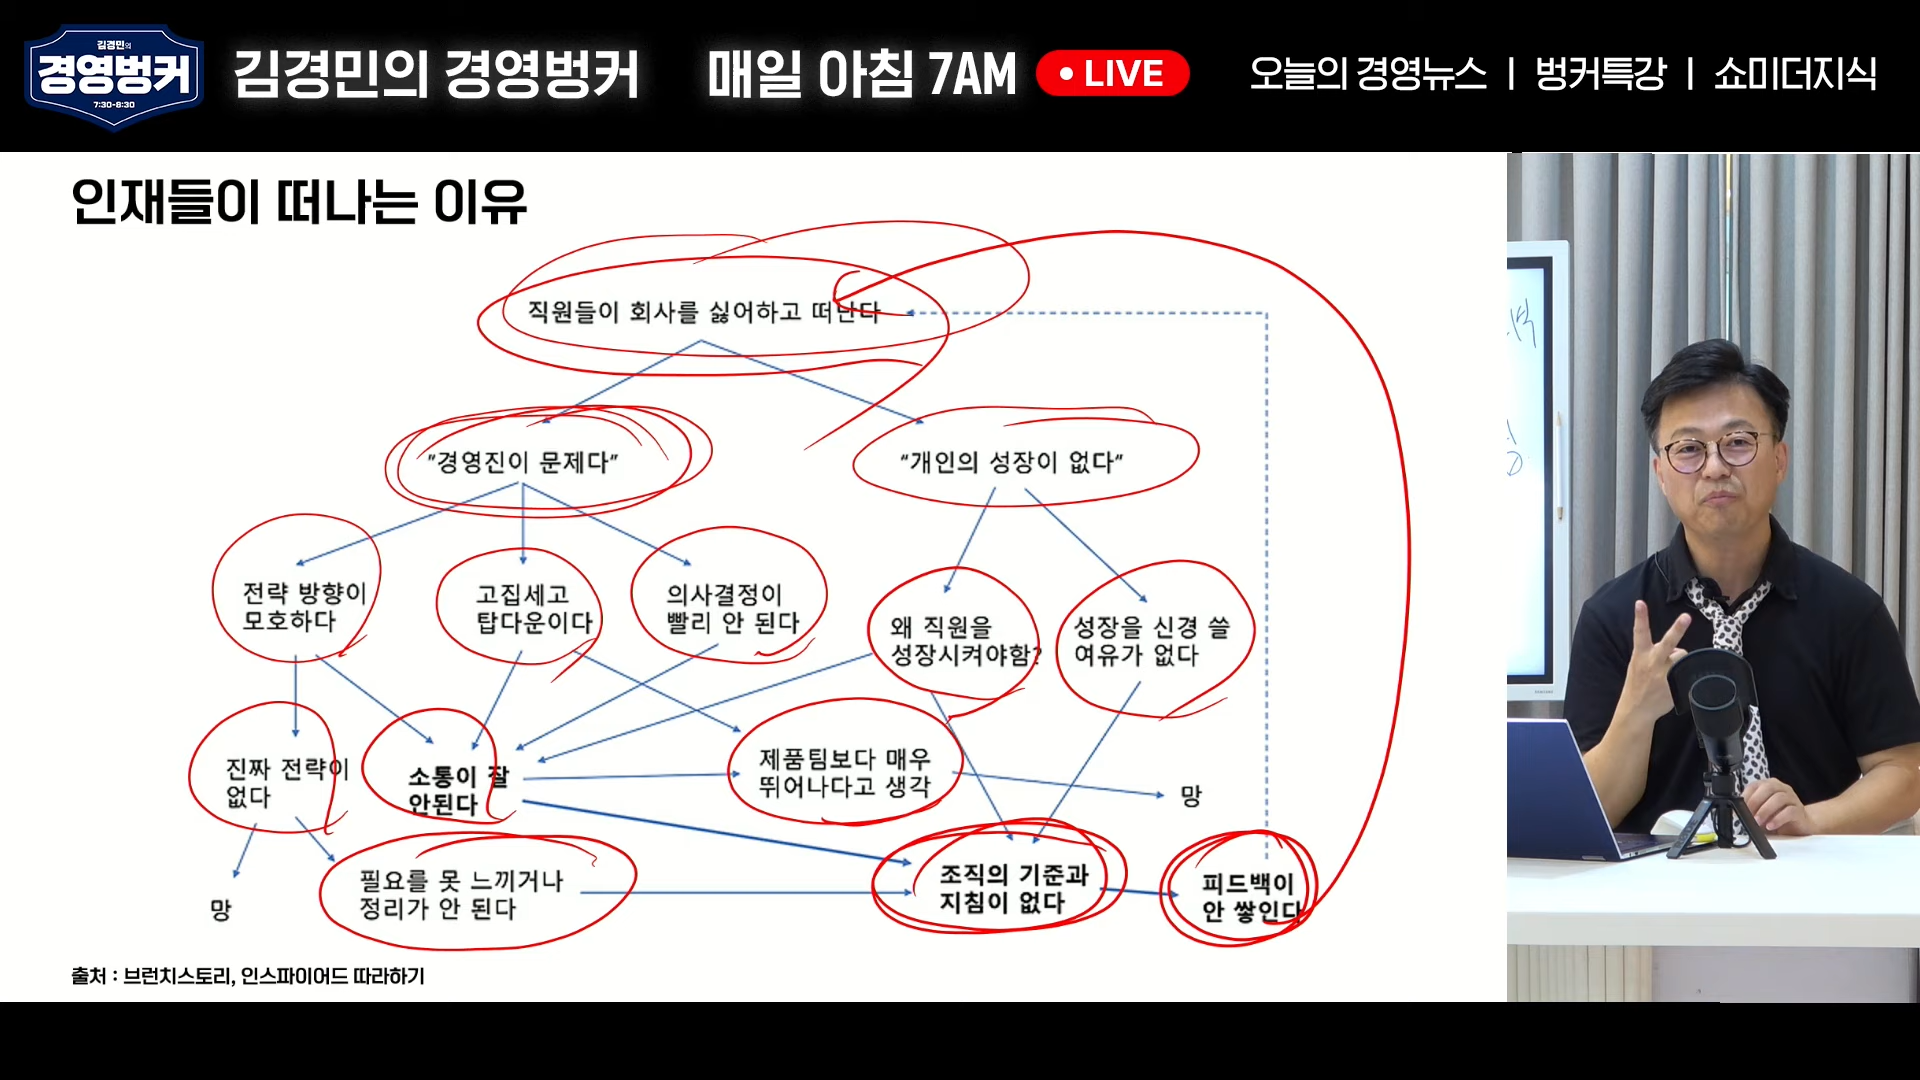 김경민의
경영벙커
7:30-8:30
김경민의 경영벙커
매일 아침 7AM
• LIVE
오늘의 경영뉴스 | 벙커특강 | 쇼미더지식
인재들이 떠나는 이유
직원들이 회사를 싫어하고 떠난다
"경영진이 문제다"
"개인의 성장이 없다"
전략 방향이
모호하다
고집세고
탑다운이다
의사결정이
빨리 안 된다
왜 직원을
성장시켜야함?
성장을 신경 쓸
여유가 없다
진짜 전략이
없다
소통이 잘
안된다
제품팀보다 매우
뛰어나다고 생각
망
망
필요를 못 느끼거나
정리가 안 된다
조직의 기준과
지침이 없다
피드백이
안 쌓인다
출처 : 브런치스토리, 인스파이어드 따라하기